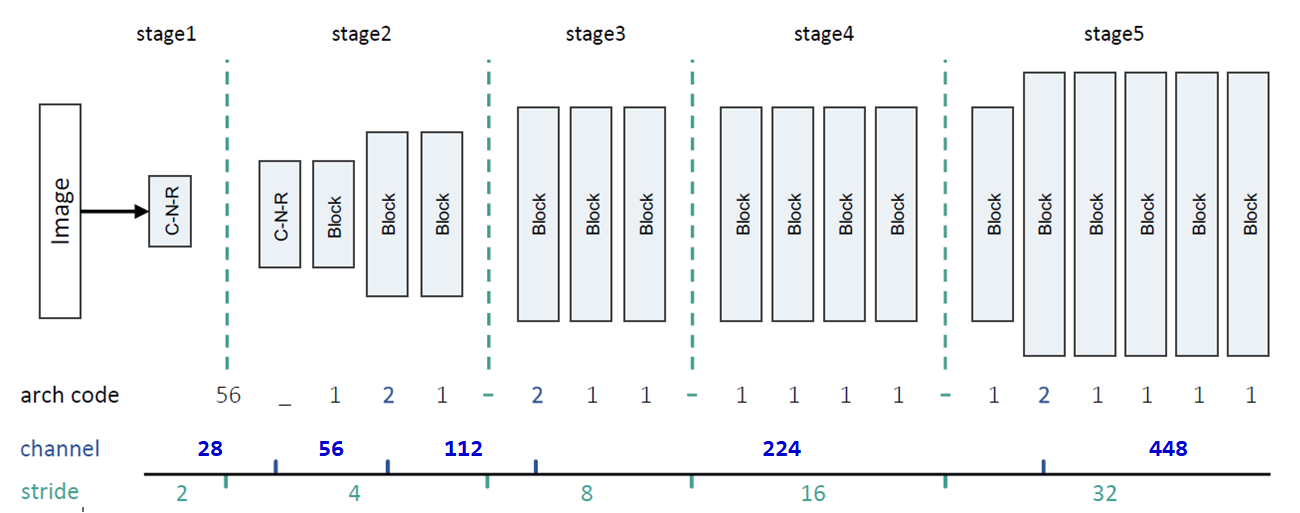 stage1 stage2 stage3 stage4 stage5
Image C-N-R C-N-R Block Block Block Block Block Block Block Block Block Block Block Block Block Block Block Block
arch code 56 _ 1 2 1 - 2 1 1 - 1 1 1 1 - 1 2 1 1 1 1
channel 28 56 112 224 448
stride 2 4 8 16 32